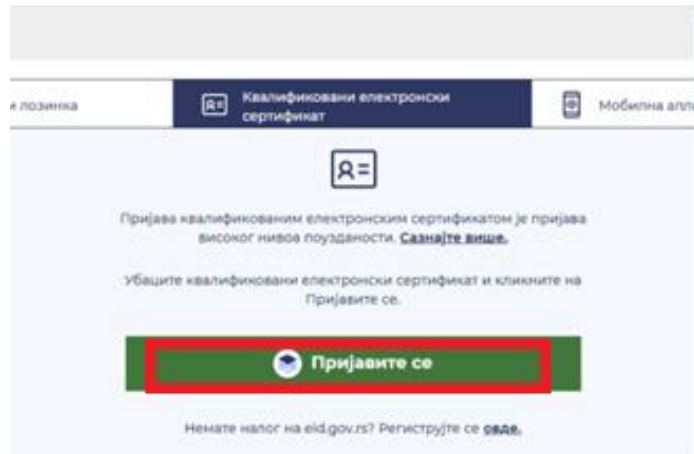 и лозинка
Квалификовани електронски
сертификат
Мобилна апл
Пријава квалификованим електронским сертификатом је пријава
високог нивоа поузданости. Сазнајте више.
Убаците квалификовани електронски сертификат и кликните на
Пријавите се.
Пријавите се
Немате налог на eid.gov.rs? Региструјте се овде.